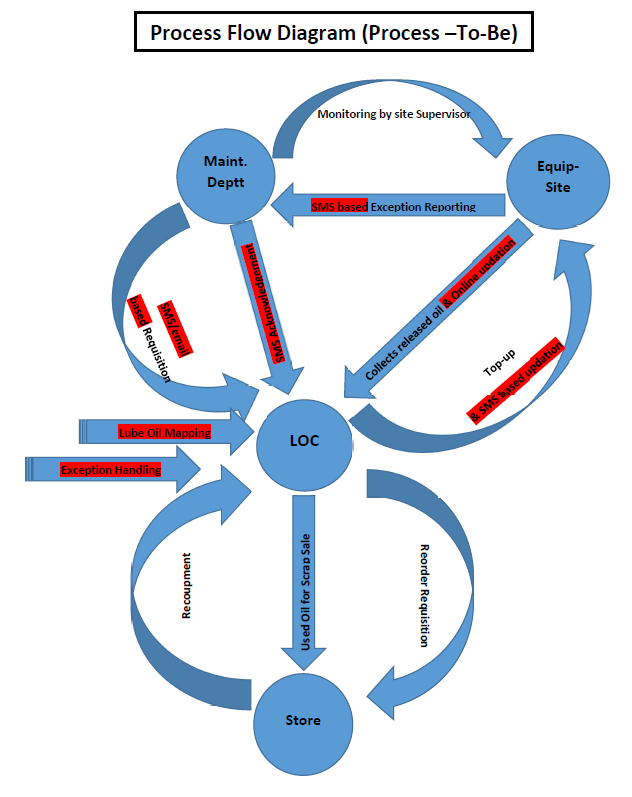 Process Flow Diagram (Process –To-Be)
Monitoring by site Supervisor
Maint.
Deptt
Equip-
Site
SMS based Exception Reporting
SMS Acknowledgement
Collects released oil & Online updation
SMS/email
based Requisition
Top-up
& SMS based updation
Lube Oil Mapping
LOC
Exception Handling
Recoupment
Used Oil for Scrap Sale
Reorder Requisition
Store